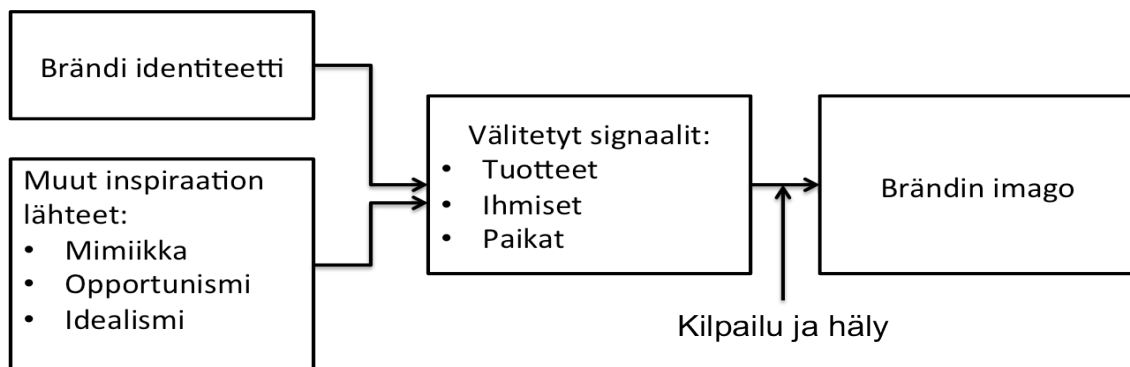 Brändi identiteetti
Muut inspiraation
lähteet:
• Mimiikka
• Opportunismi
• Idealismi
Välitetyt signaalit:
• Tuotteet
• Ihmiset
• Paikat
Brändin imago
Kilpailu ja häly